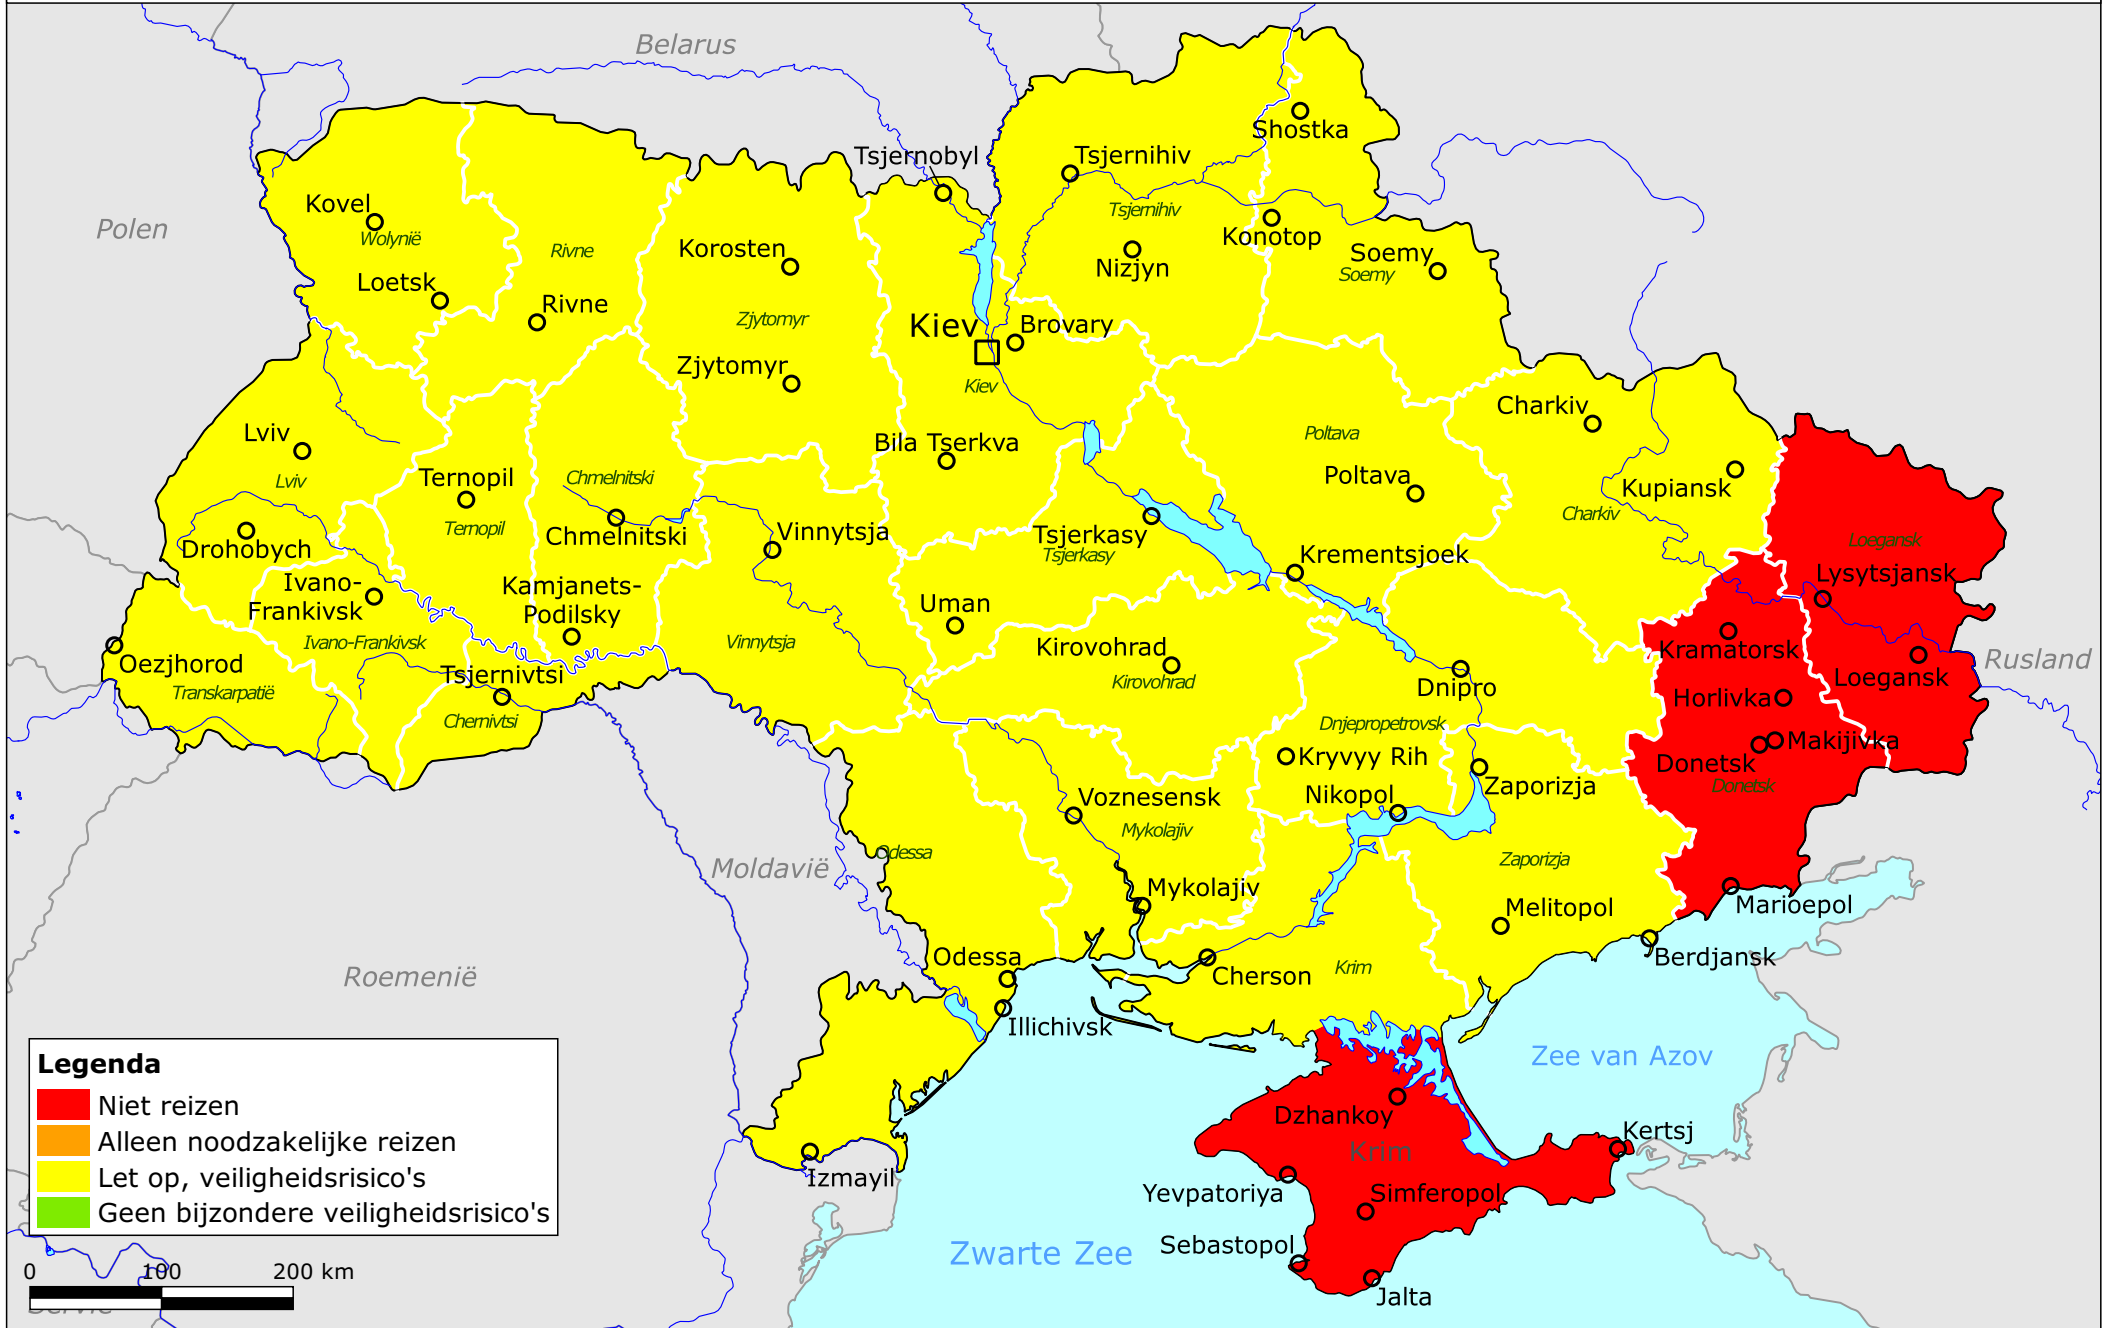 Belarus
Shostka
Tsjernobyl
Tsjernihiv
Kovel
Tsjernihiv
Polen
Wolynië
Rivne
Korosten
Konotop
Soemy
Nizjyn
Soemy
Loetsk
Rivne
Zjytomyr
Kiev
Brovary
Zjytomyr
Kiev
Charkiv
Lviv
Bila Tserkva
Poltava
Lviv
Ternopil
Chmelnitski
Poltava
Kupiansk
Ternopil
Chmelnitski
Vinnytsja
Tsjerkasy
Tsjerkasy
Charkiv
Loegansk
Drohobych
Krementsjoek
Lysytsjansk
Ivano-
Frankivsk
Kamjanets-
Podilsky
Uman
Ivano-Frankivsk
Vinnytsja
Kirovohrad
Kramatorsk
Rusland
Oezjhorod
Tsjernivtsi
Kirovohrad
Dnipro
Loegansk
Transkarpatië
Chernivtsi
Dnjepropetrovsk
Horlivka
Kryvyy Rih
Makijivka
Donetsk
Zaporizja
Donetsk
Voznesensk
Nikopol
Mykolajiv
Odessa
Moldavië
Zaporizja
Mykolajiv
Melitopol
Marioepol
Roemenië
Odessa
Cherson
Krim
Berdjansk
Illichivsk
Zee van Azov
Legenda
Niet reizen
Alleen noodzakelijke reizen
Let op, veiligheidsrisico's
Geen bijzondere veiligheidsrisico's
Dzhankoy
Krim
Kertsj
Izmayil
Yevpatoriya
Simferopol
Zwarte Zee
Sebastopol
Jalta
0 100 200 km
Servië